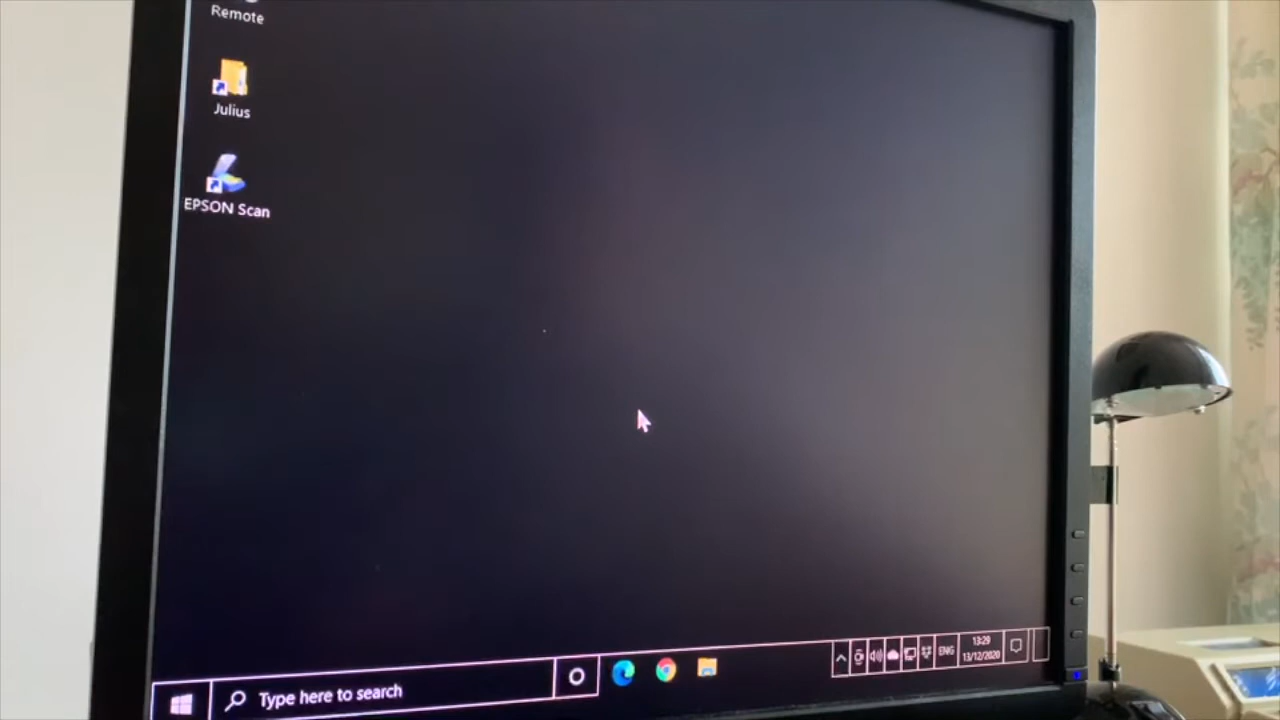 Remote
Julius
EPSON Scan
Type here to search
ENG
13:29
13/12/2020